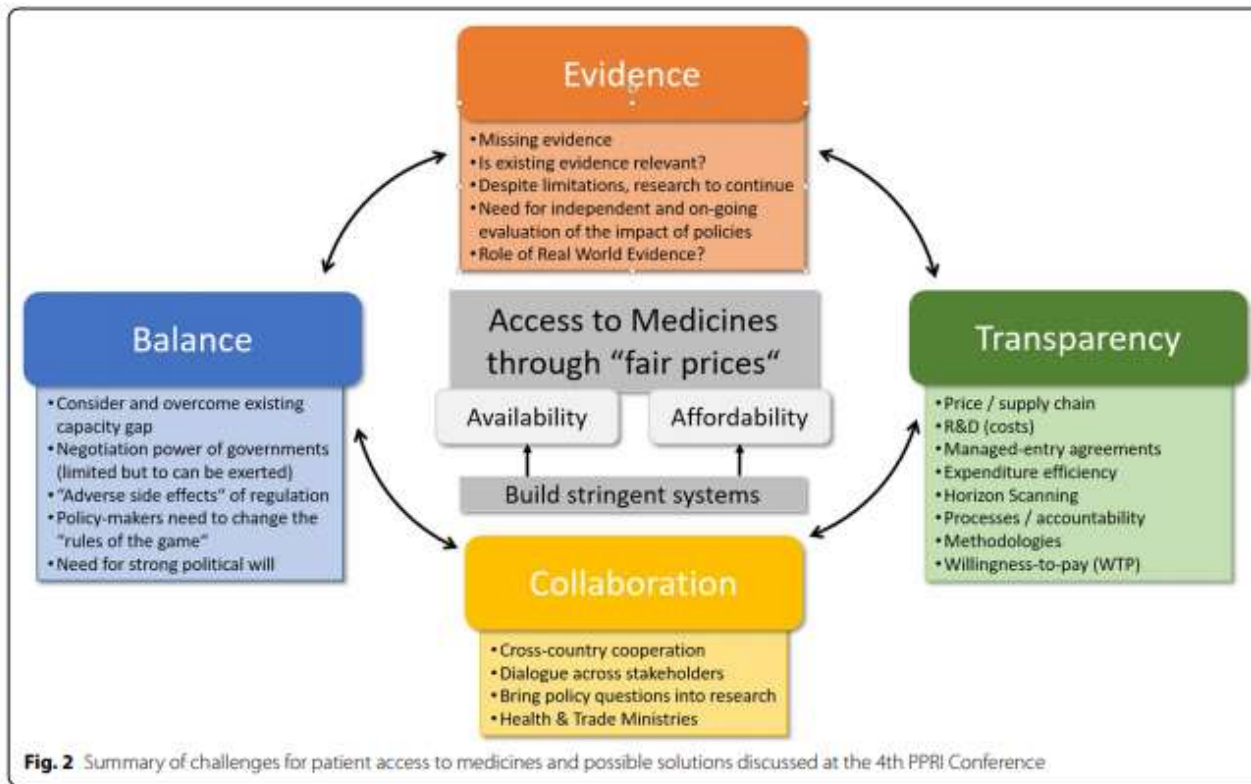 Evidence
•Missing evidence
•Is existing evidence relevant?
•Despite limitations, research to continue
•Need for independent and on-going
evaluation of the impact of policies
•Role of Real World Evidence?
Balance
•Consider and overcome existing
capacity gap
•Negotiation power of governments
(limited but to can be exerted)
•"Adverse side effects" of regulation
•Policy-makers need to change the
"rules of the game"
•Need for strong political will
Access to Medicines
through "fair prices"
Availability
Affordability
Build stringent systems
Transparency
•Price / supply chain
•R&D (costs)
•Managed-entry agreements
•Expenditure efficiency
•Horizon Scanning
•Processes / accountability
•Methodologies
•Willingness-to-pay (WTP)
Collaboration
•Cross-country cooperation
•Dialogue across stakeholders
•Bring policy questions into research
•Health & Trade Ministries
Fig. 2 Summary of challenges for patient access to medicines and possible solutions discussed at the 4th PPRI Conference